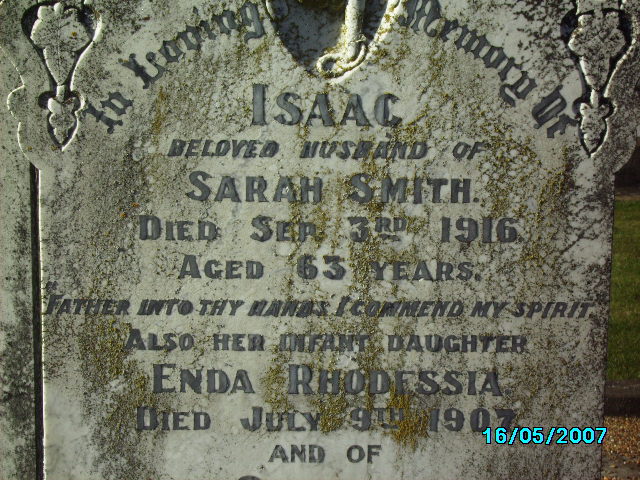 In Loving Memory Of
ISAAC
BELOVED HUSBAND OF
SARAH SMITH.
DIED SEP. 3RD 1916
AGED 63 YEARS.
"FATHER INTO THY HANDS I COMMEND MY SPIRIT.
ALSO HER INFANT DAUGHTER
ENDA RHODESSIA
DIED JULY 9TH 1907
AND OF
16/05/2007